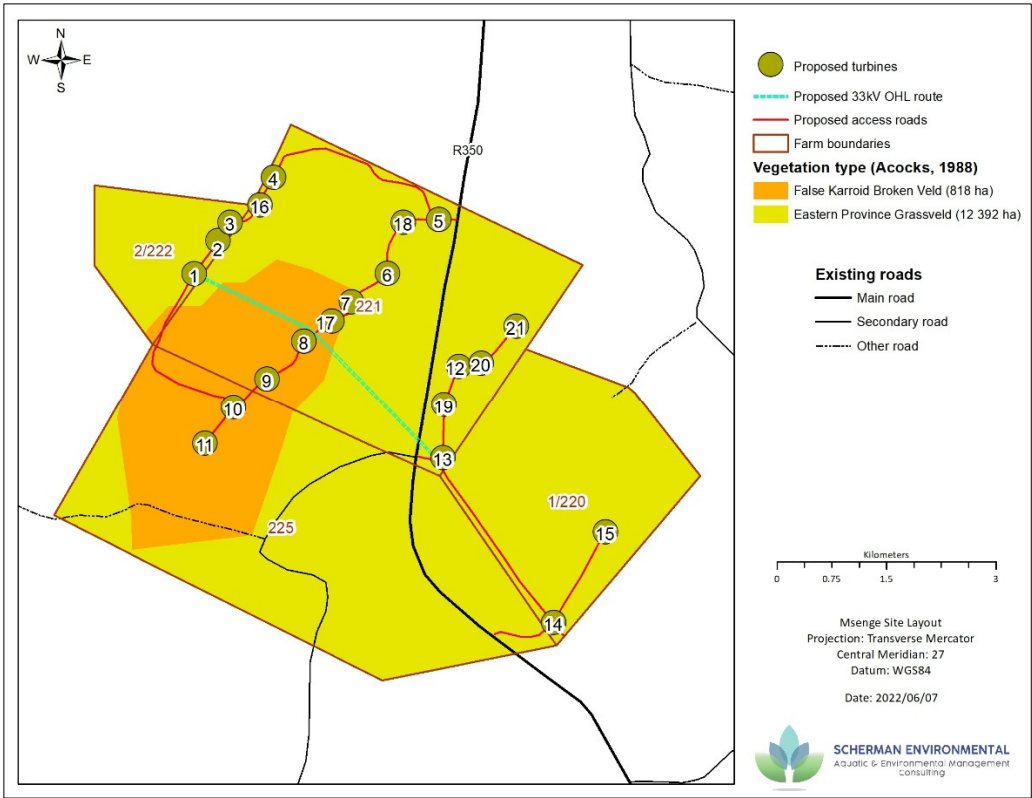 N
W E
S
R350
4
16
3
2
1
2/222
18
5
6
7
221
17
8
9
10
11
21
12
20
19
13
1/220
15
14
225
Proposed turbines
Proposed 33kV OHL route
Proposed access roads
Farm boundaries
Vegetation type (Acocks, 1988)
False Karroid Broken Veld (818 ha)
Eastern Province Grassveld (12 392 ha)
Existing roads
Main road
Secondary road
Other road
Kilometers
0 0.75 1.5 3
Msenge Site Layout
Projection: Transverse Mercator
Central Meridian: 27
Datum: WGS84
Date: 2022/06/07
SCHERMAN ENVIRONMENTAL
Aquatic & Environmental Management
Consulting